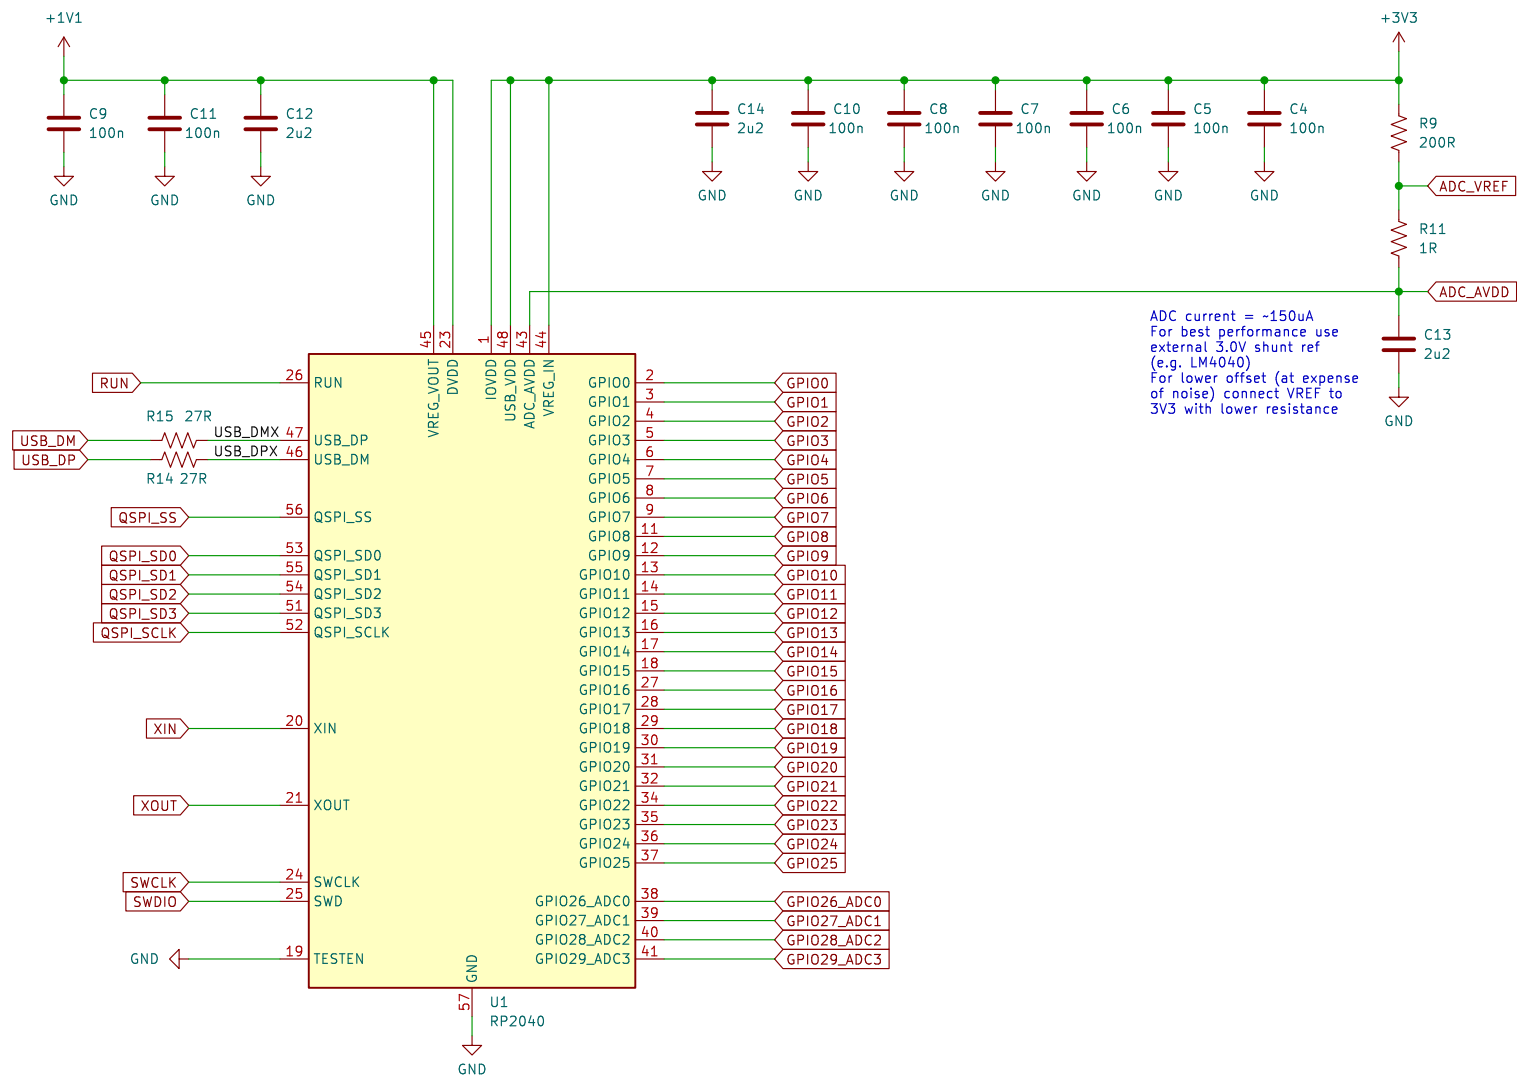 +1V1
+3V3
C9
100n
C11
100n
C12
2u2
C14
2u2
C10
100n
C8
100n
C7
100n
C6
100n
C5
100n
C4
100n
R9
200R
GND
GND
GND
GND
GND
GND
GND
GND
GND
GND
ADC_VREF
R11
1R
ADC_AVDD
ADC current = ~150uA
For best performance use
external 3.0V shunt ref
(e.g. LM4040)
For lower offset (at expense
of noise) connect VREF to
3V3 with lower resistance
C13
2u2
GND
45
23
1
48
43
44
VREG_VOUT
DVDD
IOVDD
USB_VDD
ADC_AVDD
VREG_IN
RUN
26
RUN
R15 27R
USB_DM
USB_DMX
47
USB_DP
USB_DP
USB_DPX
46
USB_DM
R14 27R
QSPI_SS
56
QSPI_SS
QSPI_SD0
53
QSPI_SD0
QSPI_SD1
55
QSPI_SD1
QSPI_SD2
54
QSPI_SD2
QSPI_SD3
51
QSPI_SD3
QSPI_SCLK
52
QSPI_SCLK
XIN
20
XIN
XOUT
21
XOUT
SWCLK
24
SWCLK
SWDIO
25
SWD
GND
19
TESTEN
GPIO0 2 GPIO0
GPIO1 3 GPIO1
GPIO2 4 GPIO2
GPIO3 5 GPIO3
GPIO4 6 GPIO4
GPIO5 7 GPIO5
GPIO6 8 GPIO6
GPIO7 9 GPIO7
GPIO8 11 GPIO8
GPIO9 12 GPIO9
GPIO10 13 GPIO10
GPIO11 14 GPIO11
GPIO12 15 GPIO12
GPIO13 16 GPIO13
GPIO14 17 GPIO14
GPIO15 18 GPIO15
GPIO16 27 GPIO16
GPIO17 28 GPIO17
GPIO18 29 GPIO18
GPIO19 30 GPIO19
GPIO20 31 GPIO20
GPIO21 32 GPIO21
GPIO22 34 GPIO22
GPIO23 35 GPIO23
GPIO24 36 GPIO24
GPIO25 37 GPIO25
GPIO26_ADC0 38 GPIO26_ADC0
GPIO27_ADC1 39 GPIO27_ADC1
GPIO28_ADC2 40 GPIO28_ADC2
GPIO29_ADC3 41 GPIO29_ADC3
GND
57
U1
RP2040
GND